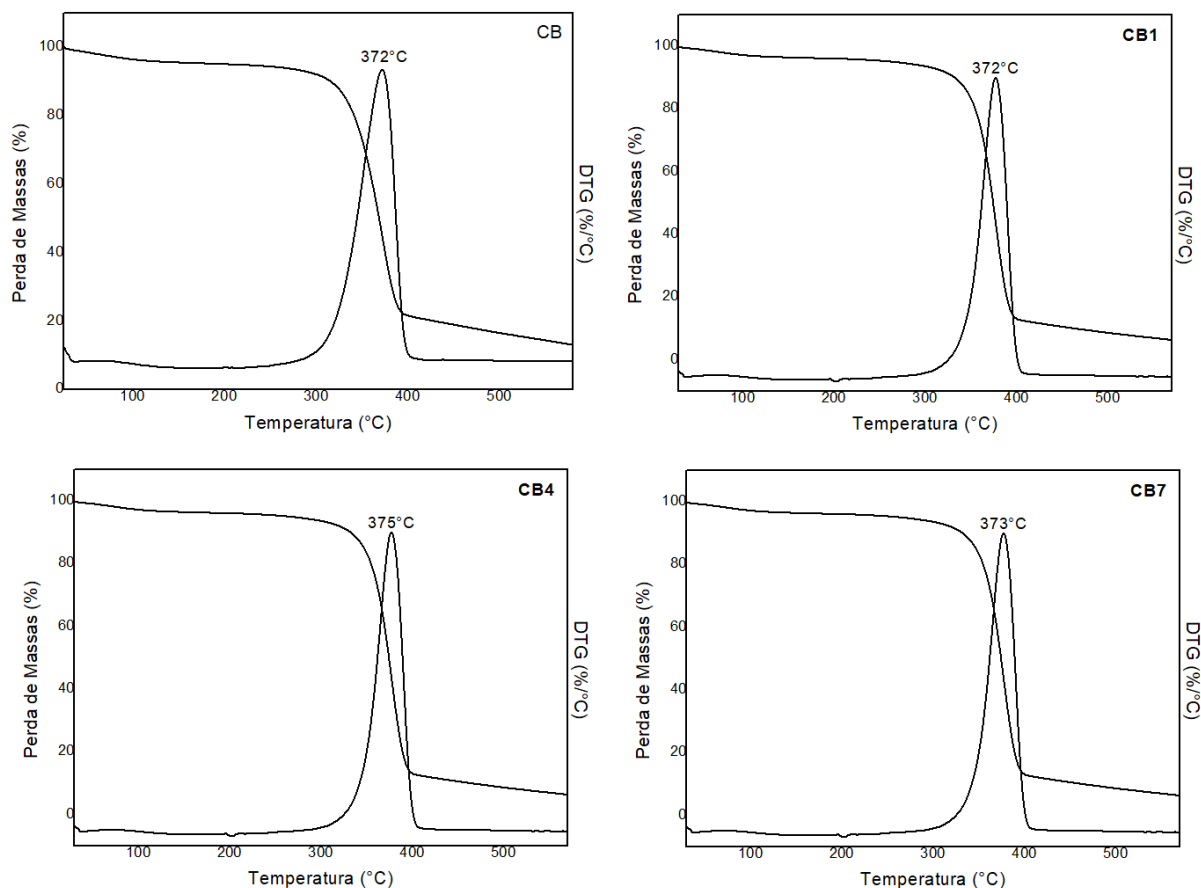 CB
372°C
Perda de Massas (%)
100
80
60
40
20
0
DTG (%/°C)
100
200
300
400
500
Temperatura (°C)
CB1
372°C
Perda de Massas (%)
100
80
60
40
20
0
DTG (%/°C)
100
200
300
400
500
Temperatura (°C)
CB4
375°C
Perda de Massas (%)
100
80
60
40
20
0
DTG (%/°C)
100
200
300
400
500
Temperatura (°C)
CB7
373°C
Perda de Massas (%)
100
80
60
40
20
0
DTG (%/°C)
100
200
300
400
500
Temperatura (°C)